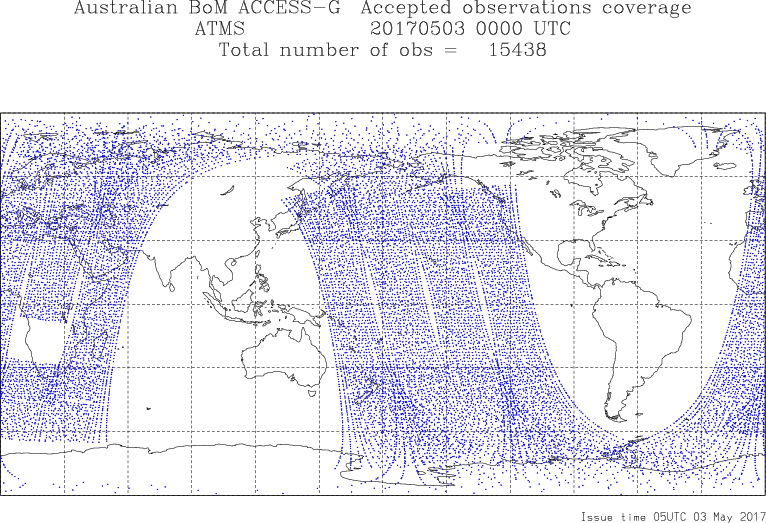 Australian BoM ACCESS-G Accepted observations coverage
ATMS 20170503 0000 UTC
Total number of obs = 15438
Issue time 05UTC 03 May 2017